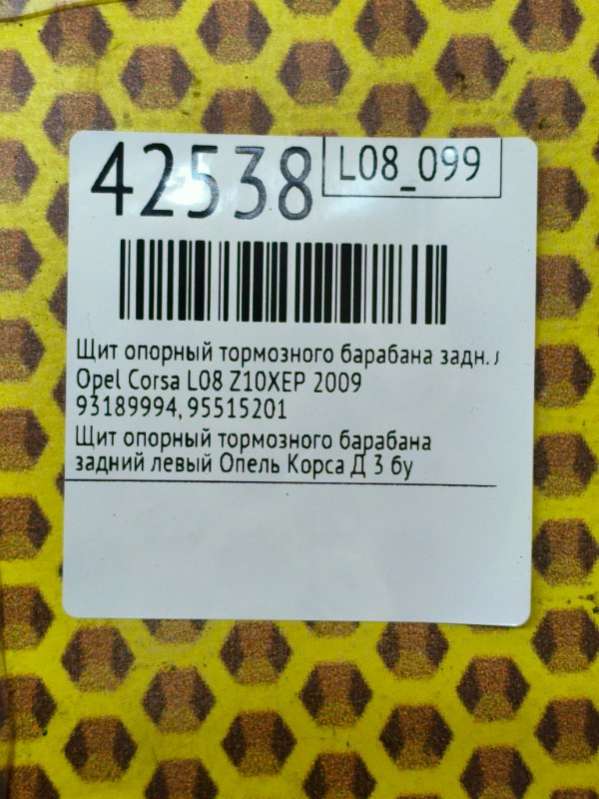 42538
L08_099
Щит опорный тормозного барабана задн. л
Opel Corsa L08 Z10XEP 2009
93189994, 95515201
Щит опорный тормозного барабана
задний левый Опель Корса Д 3 бу